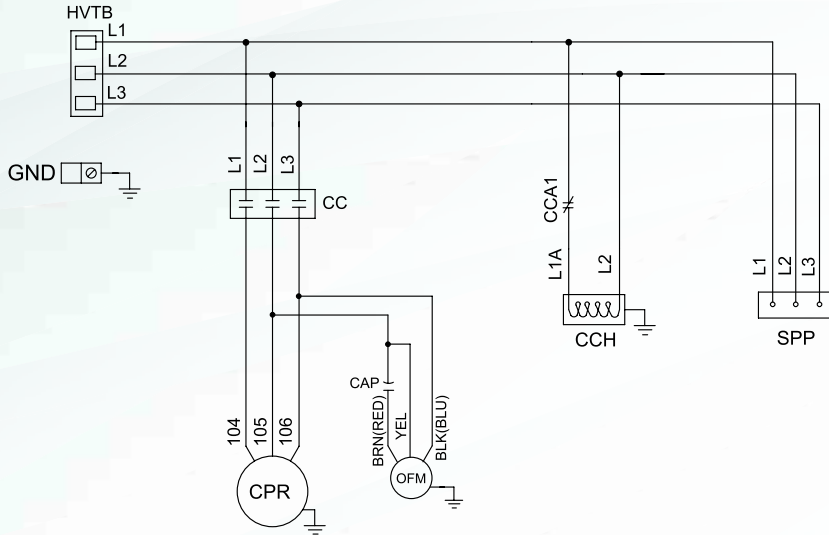 HVTB
L1
L2
L3
GND
L1
L2
L3
CC
CCA1
L1A
L2
CCH
L1
L2
L3
SPP
CAP
BRN(RED)
YEL
BLK(BLU)
104
105
106
CPR
OFM